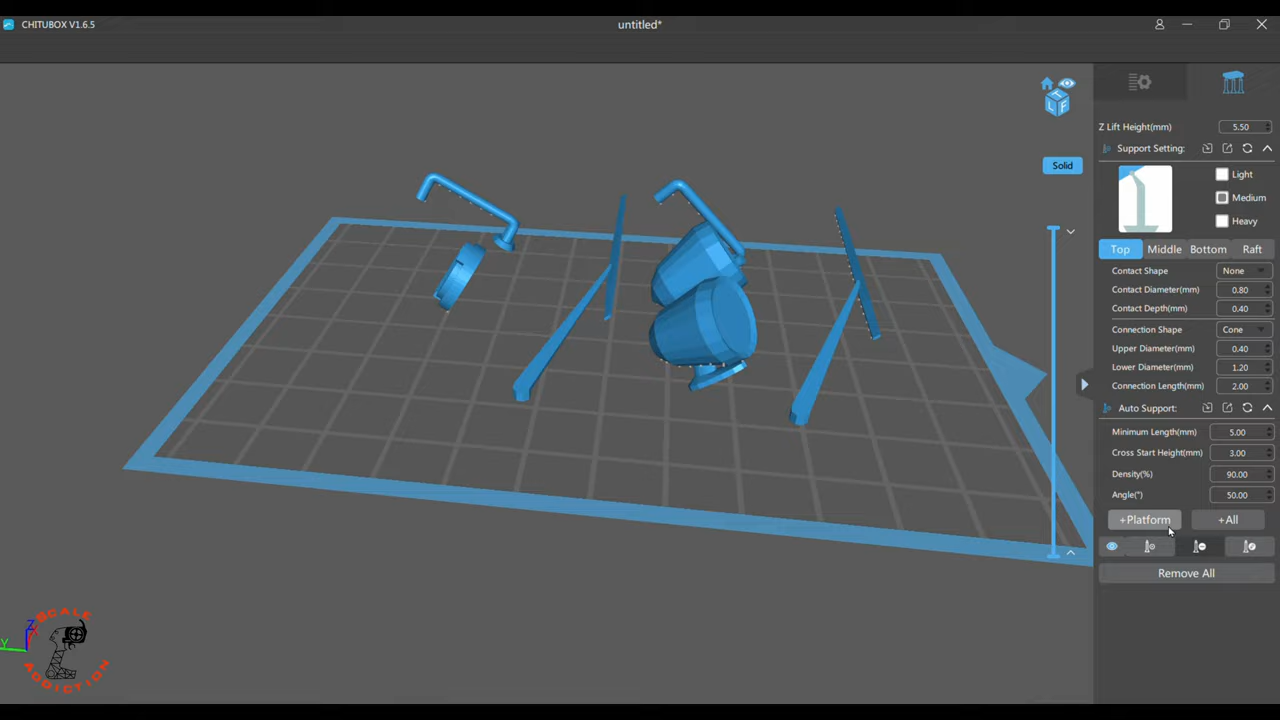 CHITUBOX V1.6.5
untitled*
Z Lift Height(mm) 5.50
Support Setting:
Light
Medium
Heavy
Top Middle Bottom Raft
Contact Shape None
Contact Diameter(mm) 0.80
Contact Depth(mm) 0.40
Connection Shape Cone
Upper Diameter(mm) 0.40
Lower Diameter(mm) 1.20
Connection Length(mm) 2.00
Auto Support:
Minimum Length(mm) 5.00
Cross Start Height(mm) 3.00
Density(%) 90.00
Angle(°) 50.00
+Platform +All
Remove All
Solid
T
L F
Z
Y
SCALE
ADDICTION